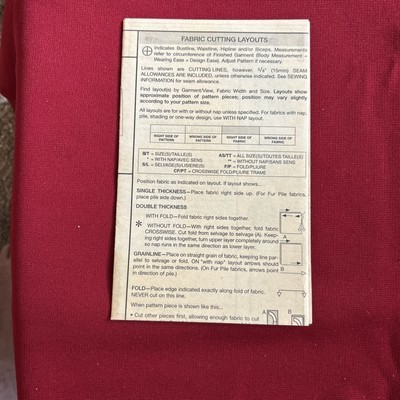 FABRIC CUTTING LAYOUTS
Indicates Bustline, Waistline, Hipline and/or Biceps. Measurements
refer to circumference of Finished Garment (Body Measurement +
Wearing Ease + Design Ease). Adjust Pattern if necessary.
Lines shown are CUTTING LINES, however, 5/8" (15mm) SEAM
ALLOWANCES ARE INCLUDED, unless otherwise indicated. See SEWING
INFORMATION for seam allowance.
Find layout(s) by Garment/View, Fabric Width and Size. Layouts show
approximate position of pattern pieces; position may vary slightly
according to your pattern size.
All layouts are for with or without nap unless specified. For fabrics with nap,
pile, shading or one-way design, use WITH NAP layout.
RIGHT SIDE OF PATTERN WRONG SIDE OF PATTERN RIGHT SIDE OF FABRIC WRONG SIDE OF FABRIC
S/T = SIZE(S)/TAILLE(S) AS/TT = ALL SIZE(S)/TOUTES TAILLE(S)
* = WITH NAP/AVEC SENS ** = WITHOUT NAP/SANS SENS
S/L = SELVAGE(S)/LISIERE(S) F/P = FOLD/PLIURE
CF/PT = CROSSWISE FOLD/PLIURE TRAME
Position fabric as indicated on layout. If layout shows...
SINGLE THICKNESS—Place fabric right side up. (For Fur Pile fabrics,
place pile side down.)
DOUBLE THICKNESS
WITH FOLD—Fold fabric right sides together.
* WITHOUT FOLD—With right sides together, fold fabric
CROSSWISE. Cut fold from selvage to selvage (A). Keep-
ing right sides together, turn upper layer completely around
so nap runs in the same direction as lower layer.
A
GRAINLINE—Place on straight grain of fabric, keeping line par-
allel to selvage or fold. ON "with nap" layout arrows should
point in the same directions. (On Fur Pile fabrics, arrows point
in direction of pile.)
B
FOLD—Place edge indicated exactly along fold of fabric.
NEVER cut on this line.
When pattern piece is shown like this...
• Cut other pieces first, allowing enough fabric to cut
A B